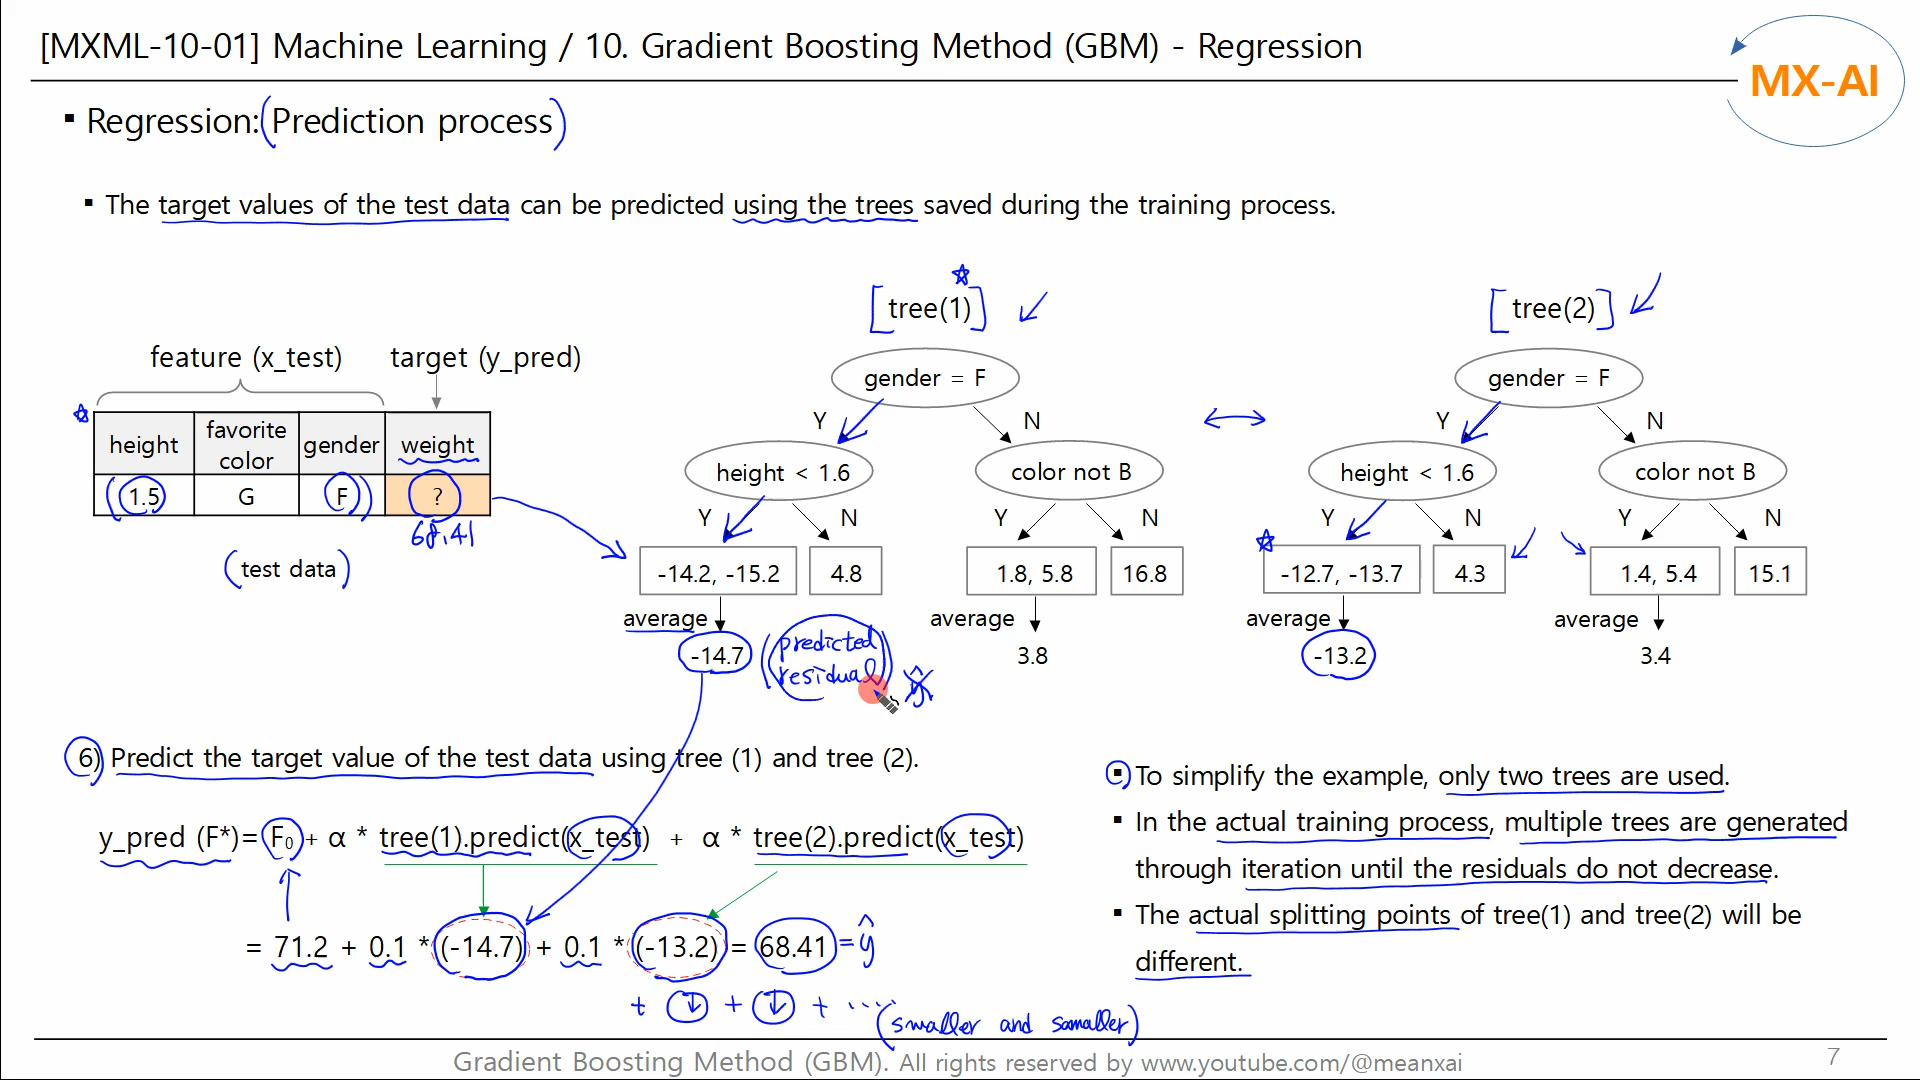 [MXML-10-01] Machine Learning / 10. Gradient Boosting Method (GBM) - Regression
MX-AI
▪ Regression: (Prediction process)
▪ The target values of the test data can be predicted using the trees saved during the training process.
[tree(1)]
[tree(2)]
feature (x_test) target (y_pred)
gender = F
gender = F
Y N
Y N
height favorite color gender weight
1.5 G F ?
68.41
(test data)
height < 1.6 color not B
height < 1.6 color not B
Y N Y N
Y N Y N
-14.2, -15.2 4.8 1.8, 5.8 16.8
-12.7, -13.7 4.3 1.4, 5.4 15.1
average average
average average
-14.7 3.8
-13.2 3.4
(predicted
residual)
ŷ
6) Predict the target value of the test data using tree (1) and tree (2).
y_pred (F*)= F₀ + α * tree(1).predict(x_test) + α * tree(2).predict(x_test)
= 71.2 + 0.1 * (-14.7) + 0.1 * (-13.2) = 68.41 = ŷ
+ ↓ + ↓ + ....
(smaller and samaller)
▪ To simplify the example, only two trees are used.
▪ In the actual training process, multiple trees are generated
through iteration until the residuals do not decrease.
▪ The actual splitting points of tree(1) and tree(2) will be
different.
Gradient Boosting Method (GBM). All rights reserved by www.youtube.com/@meanxai
7